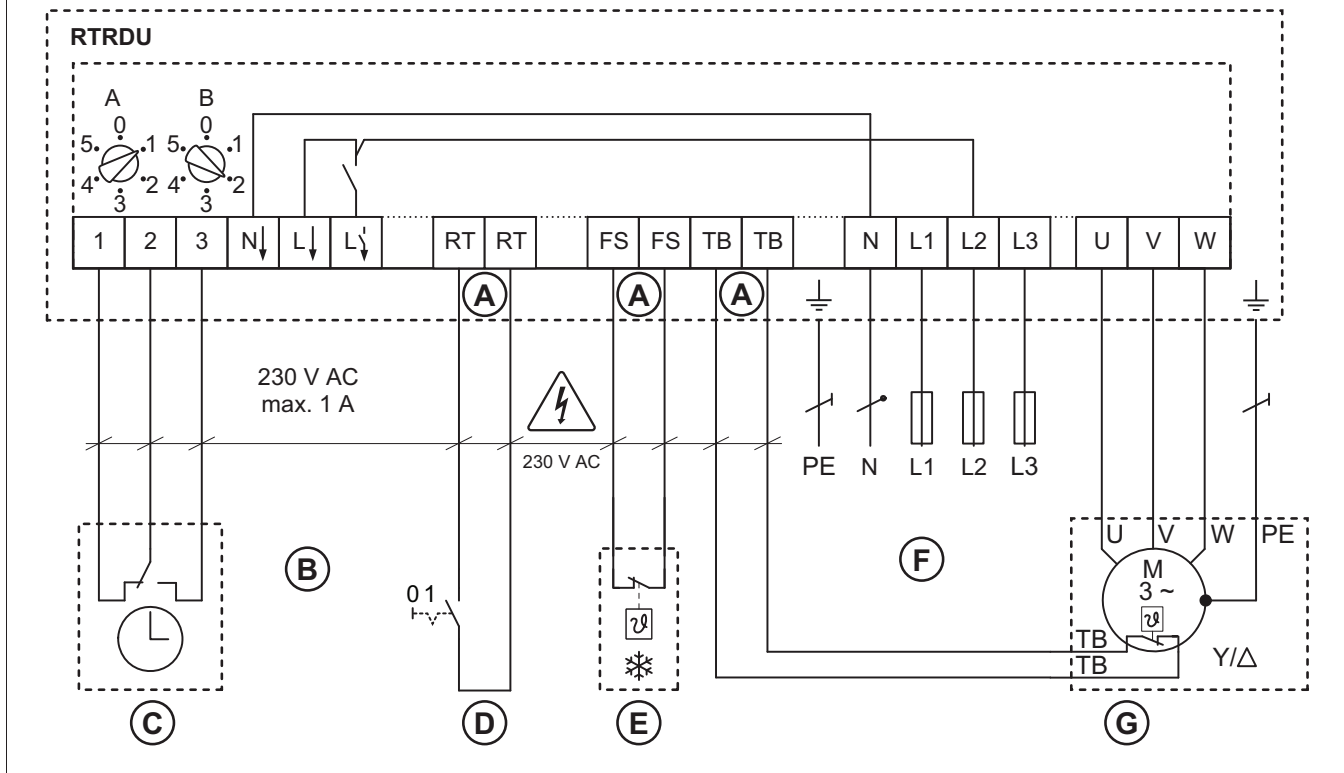 RTRDU
A B
0 0
5 1 5 1
4 2 4 2
3 3
1 2 3 N L L RT RT FS FS TB TB N L1 L2 L3 U V W
A A A
230 V AC
max. 1 A
230 V AC
PE N L1 L2 L3
U V W PE
B F
M
3 ~
0 1
ϑ ϑ
TB
TB
Y/△
C D E G